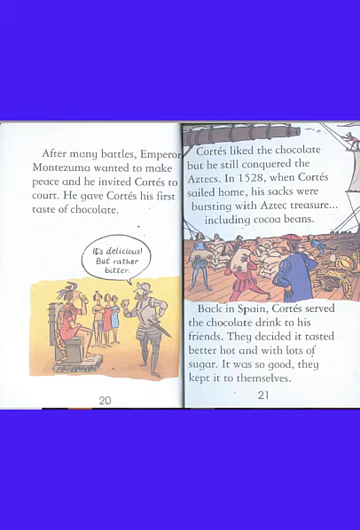 After many battles, Emperor
Montezuma wanted to make
peace and he invited Cortés to
court. He gave Cortés his first
taste of chocolate.
It's delicious!
But rather
bitter.
20
Cortés liked the chocolate
but he still conquered the
Aztecs. In 1528, when Cortés
sailed home, his sacks were
bursting with Aztec treasure...
including cocoa beans.
Back in Spain, Cortés served
the chocolate drink to his
friends. They decided it tasted
better hot and with lots of
sugar. It was so good, they
kept it to themselves.
21